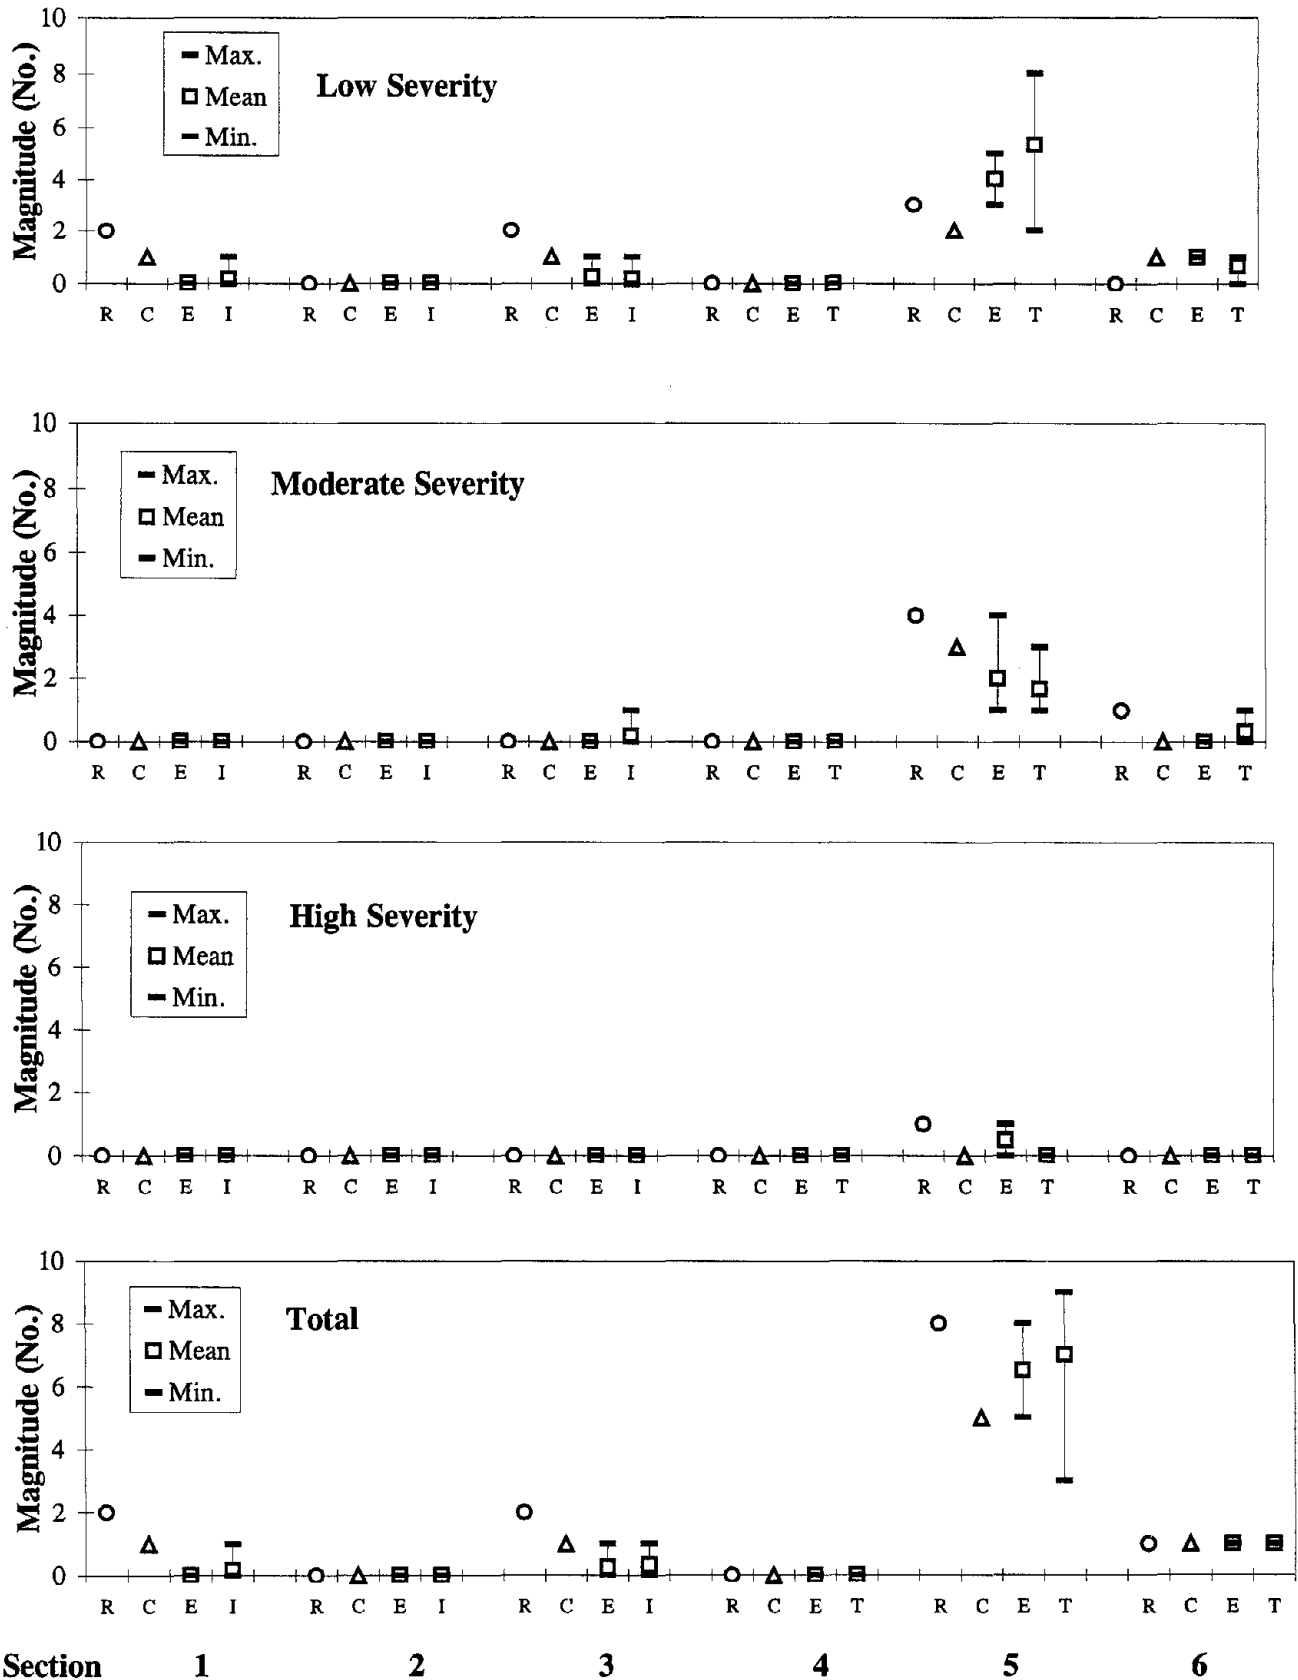 10
8
6
4
2
0
Magnitude (No.)
Max.
Mean
Min.
Low Severity
R C E I R C E I R C E I R C E T R C E T R C E T
10
8
6
4
2
0
Magnitude (No.)
Max.
Mean
Min.
Moderate Severity
R C E I R C E I R C E I R C E T R C E T R C E T
10
8
6
4
2
0
Magnitude (No.)
Max.
Mean
Min.
High Severity
R C E I R C E I R C E I R C E T R C E T R C E T
10
8
6
4
2
0
Magnitude (No.)
Max.
Mean
Min.
Total
R C E I R C E I R C E I R C E T R C E T R C E T
Section 1 2 3 4 5 6